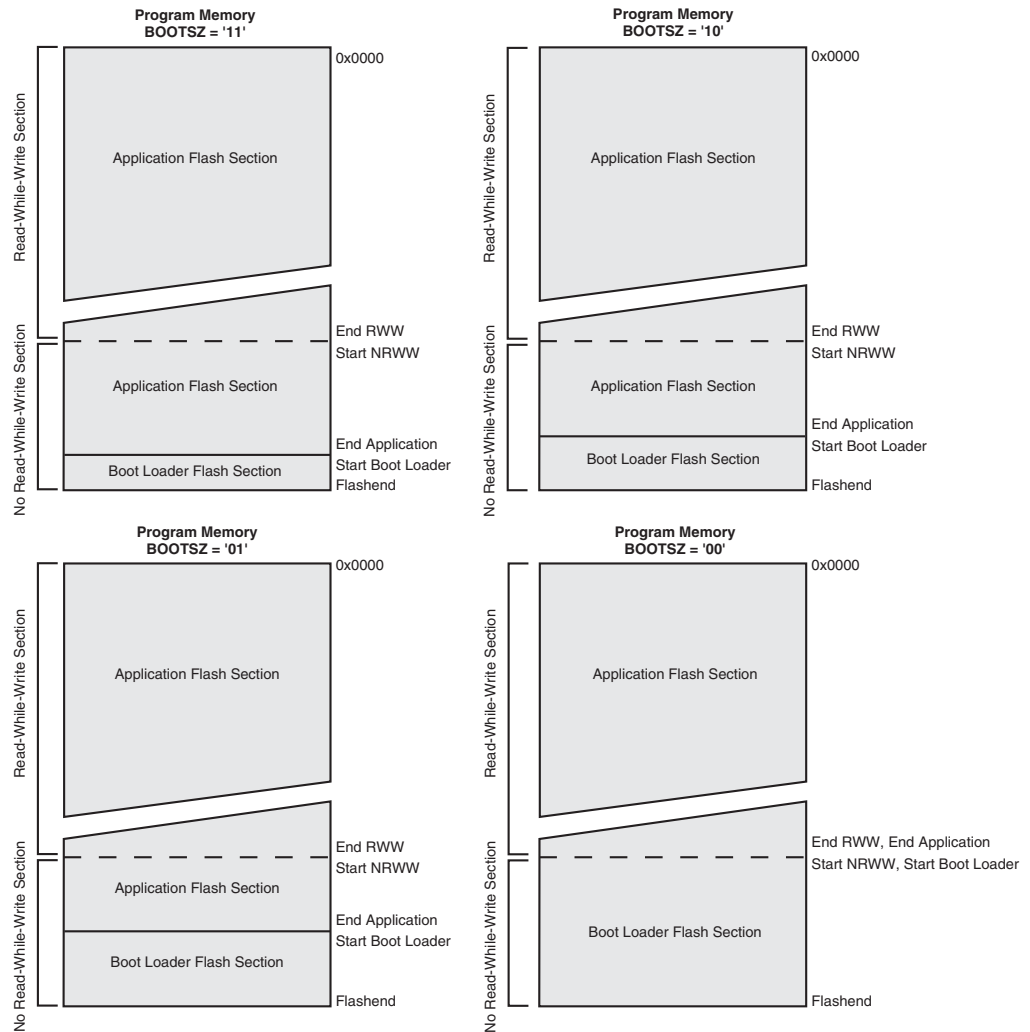 Program Memory
BOOTSZ = '11'
0x0000
Read-While-Write Section
Application Flash Section
End RWW
Start NRWW
No Read-While-Write Section
Application Flash Section
End Application
Start Boot Loader
Boot Loader Flash Section
Flashend
Program Memory
BOOTSZ = '10'
0x0000
Read-While-Write Section
Application Flash Section
End RWW
Start NRWW
No Read-While-Write Section
Application Flash Section
End Application
Start Boot Loader
Boot Loader Flash Section
Flashend
Program Memory
BOOTSZ = '01'
0x0000
Read-While-Write Section
Application Flash Section
End RWW
Start NRWW
No Read-While-Write Section
Application Flash Section
End Application
Start Boot Loader
Boot Loader Flash Section
Flashend
Program Memory
BOOTSZ = '00'
0x0000
Read-While-Write Section
Application Flash Section
End RWW, End Application
Start NRWW, Start Boot Loader
No Read-While-Write Section
Boot Loader Flash Section
Flashend